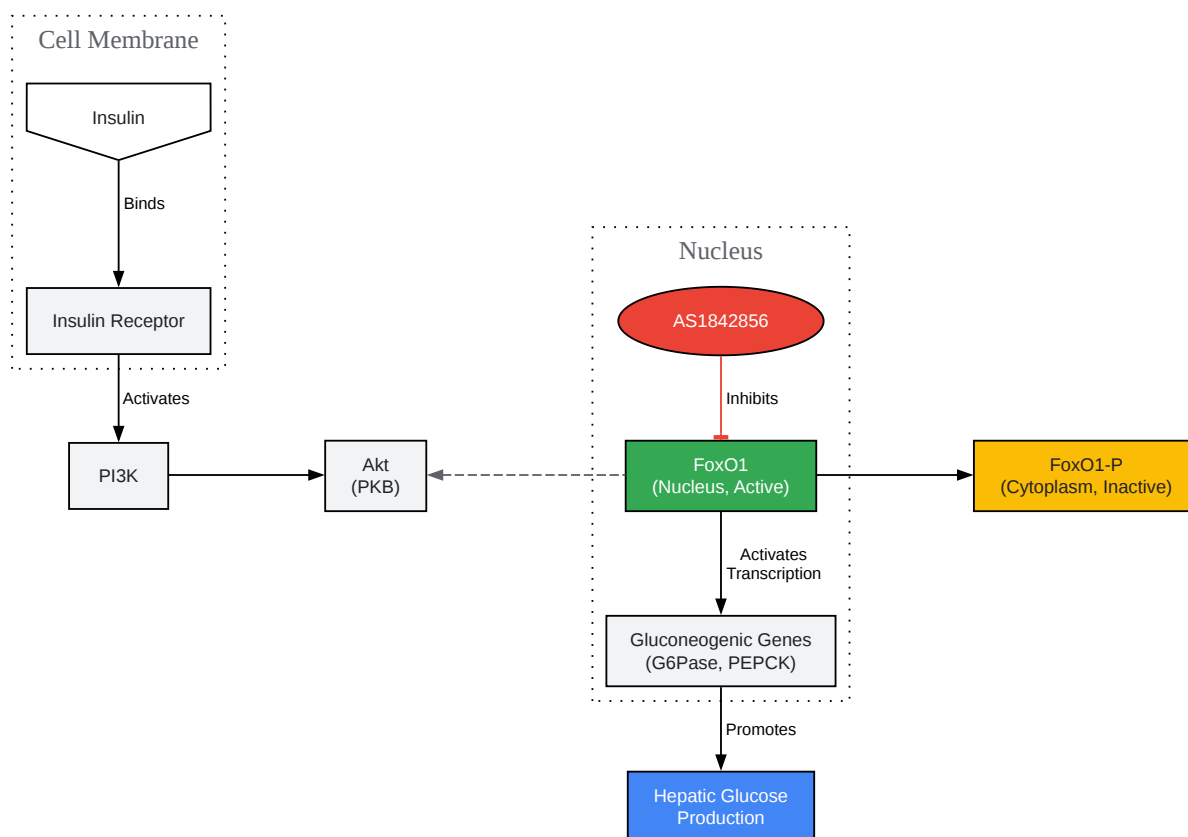 Cell Membrane
Insulin
Binds
Insulin Receptor
Activates
PI3K
Akt
(PKB)
Nucleus
AS1842856
Inhibits
FoxO1
(Nucleus, Active)
FoxO1-P
(Cytoplasm, Inactive)
Activates
Transcription
Gluconeogenic Genes
(G6Pase, PEPCK)
Promotes
Hepatic Glucose
Production